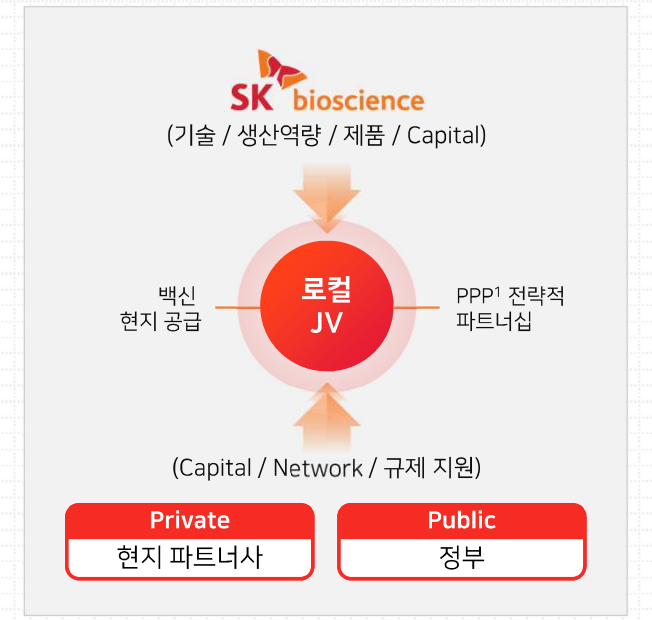 SK bioscience
(기술 / 생산역량 / 제품 / Capital)
로컬
JV
백신
현지 공급
PPP¹ 전략적
파트너십
(Capital / Network / 규제 지원)
Private
현지 파트너사
Public
정부